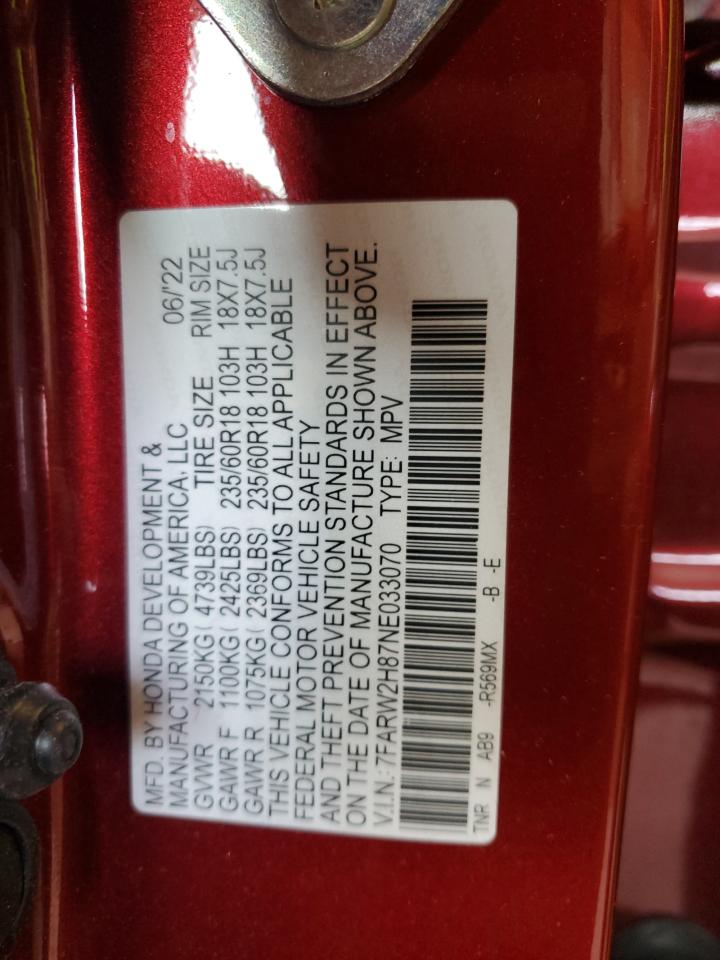 MFD. BY HONDA DEVELOPMENT &
MANUFACTURING OF AMERICA, LLC 06/'22
GVWR 2150KG ( 4739LBS) TIRE SIZE RIM SIZE
GAWR F 1100KG ( 2425LBS) 235/60R18 103H 18X7.5J
GAWR R 1075KG ( 2369LBS) 235/60R18 103H 18X7.5J
THIS VEHICLE CONFORMS TO ALL APPLICABLE
FEDERAL MOTOR VEHICLE SAFETY
AND THEFT PREVENTION STANDARDS IN EFFECT
ON THE DATE OF MANUFACTURE SHOWN ABOVE.
V.I.N.: 7FARW2H87NE033070 TYPE: MPV
TNR N AB9 -R569MX -B -E